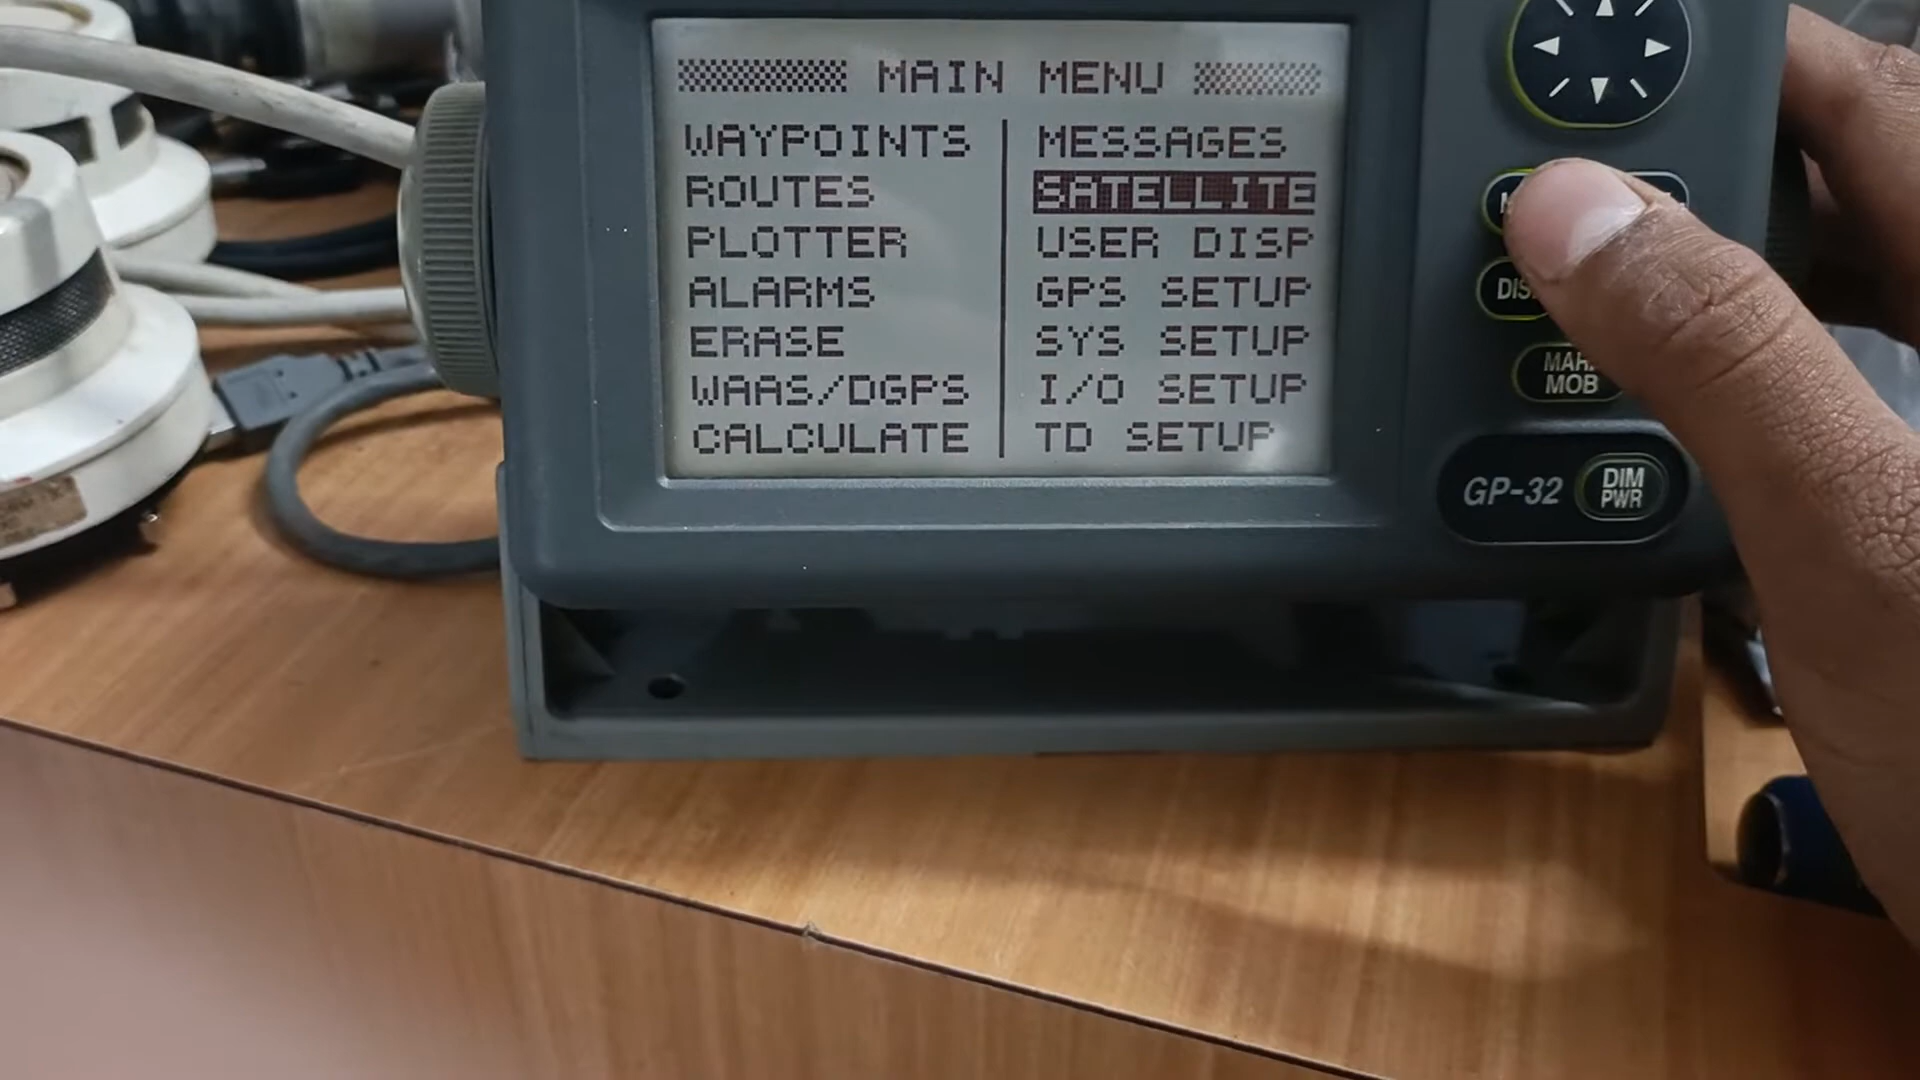 MAIN MENU
WAYPOINTS
ROUTES
PLOTTER
ALARMS
ERASE
WAAS/DGPS
CALCULATE
MESSAGES
SATELLITE
USER DISP
GPS SETUP
SYS SETUP
I/O SETUP
TD SETUP
MOB
GP-32
DIM
PWR